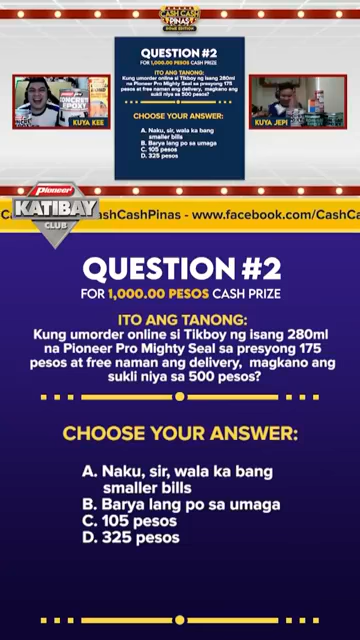 CASH CASH
PINAS
HOME EDITION
QUESTION #2
FOR 1,000.00 PESOS CASH PRIZE
ITO ANG TANONG:
Kung umorder online si Tikboy ng isang 280ml
na Pioneer Pro Mighty Seal sa presyong 175
pesos at free naman ang delivery, magkano ang
sukli niya sa 500 pesos?
CHOOSE YOUR ANSWER:
A. Naku, sir, wala ka bang
smaller bills
B. Barya lang po sa umaga
C. 105 pesos
D. 325 pesos
KUYA KEE
KUYA JEPI
Pioneer
KATIBAY
CLUB
ashCashPinas - www.facebook.com/CashCa
QUESTION #2
FOR 1,000.00 PESOS CASH PRIZE
ITO ANG TANONG:
Kung umorder online si Tikboy ng isang 280ml
na Pioneer Pro Mighty Seal sa presyong 175
pesos at free naman ang delivery, magkano ang
sukli niya sa 500 pesos?
CHOOSE YOUR ANSWER:
A. Naku, sir, wala ka bang
smaller bills
B. Barya lang po sa umaga
C. 105 pesos
D. 325 pesos